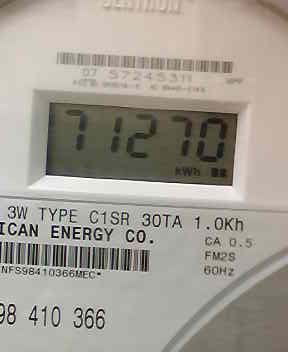 CENTRON
07 57245311
71270
kWh
3W TYPE C1SR 30TA 1.0Kh
ICAN ENERGY CO.
CA 0.5
FM2S
60Hz
NFS98410366MEC*
98 410 366